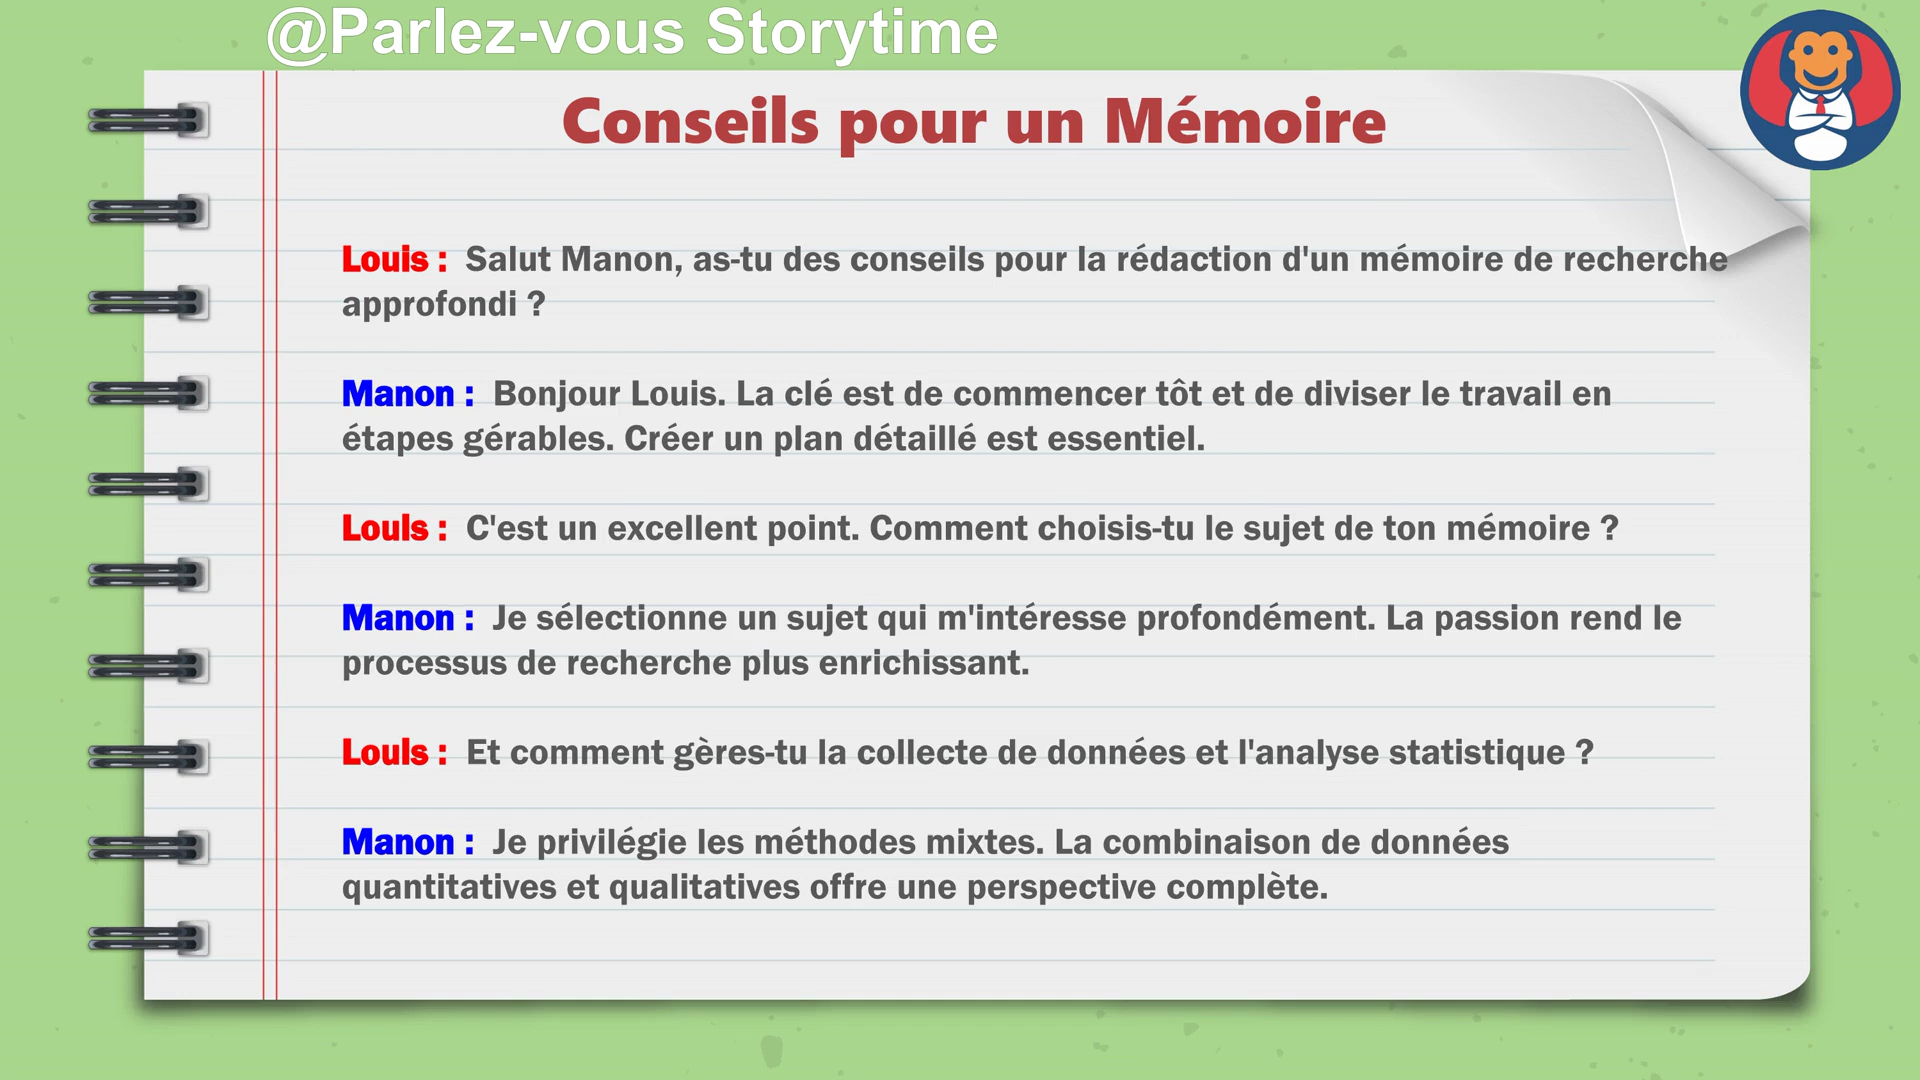 @Parlez-vous Storytime
Conseils pour un Mémoire
Louis : Salut Manon, as-tu des conseils pour la rédaction d'un mémoire de recherche
approfondi ?
Manon : Bonjour Louis. La clé est de commencer tôt et de diviser le travail en
étapes gérables. Créer un plan détaillé est essentiel.
Louis : C'est un excellent point. Comment choisis-tu le sujet de ton mémoire ?
Manon : Je sélectionne un sujet qui m'intéresse profondément. La passion rend le
processus de recherche plus enrichissant.
Louis : Et comment gères-tu la collecte de données et l'analyse statistique ?
Manon : Je privilégie les méthodes mixtes. La combinaison de données
quantitatives et qualitatives offre une perspective complète.